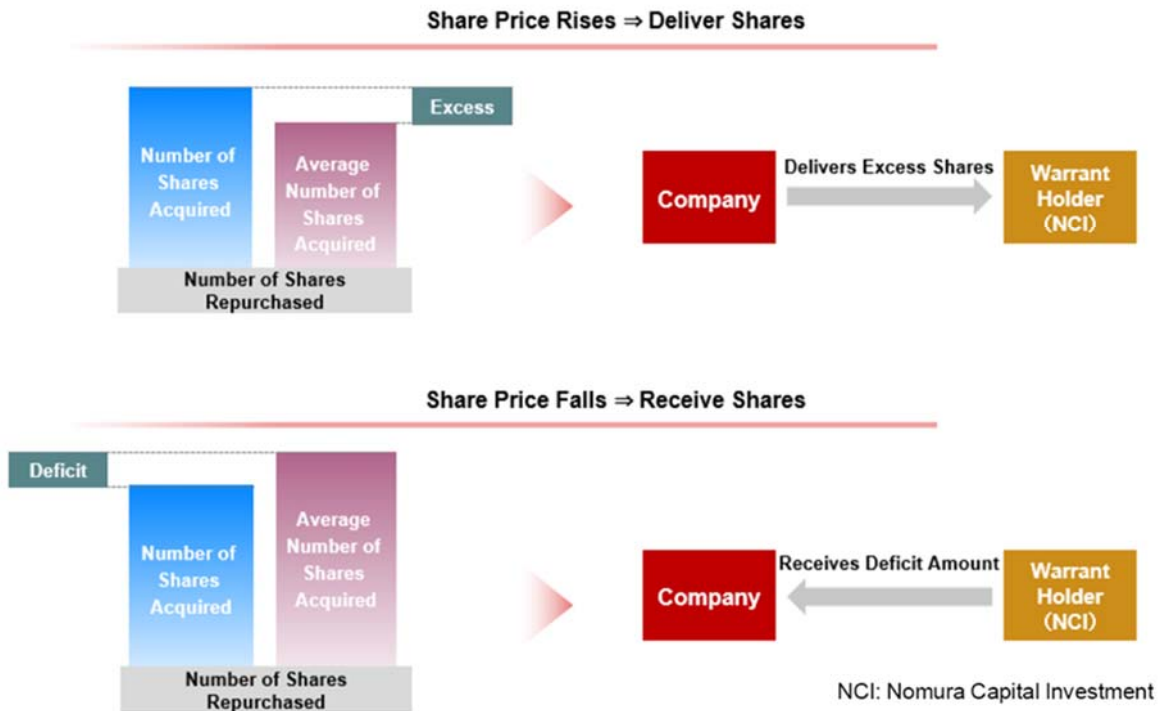 Share Price Rises ⇒ Deliver Shares
Excess
Number of
Shares
Acquired
Average
Number of
Shares
Acquired
Number of Shares
Repurchased
Company
Delivers Excess Shares
Warrant
Holder
(NCI)
Share Price Falls ⇒ Receive Shares
Deficit
Number of
Shares
Acquired
Average
Number of
Shares
Acquired
Number of Shares
Repurchased
Company
Receives Deficit Amount
Warrant
Holder
(NCI)
NCI: Nomura Capital Investment